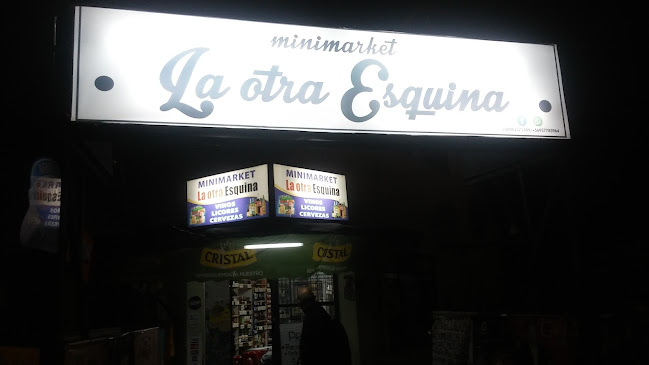 minimarket
La otra Esquina
MINIMARKET
La otra Esquina
VINOS
LICORES
CERVEZAS
MINIMARKET
La otra Esquina
VINOS
LICORES
CERVEZAS
CRISTAL
CRISTAL